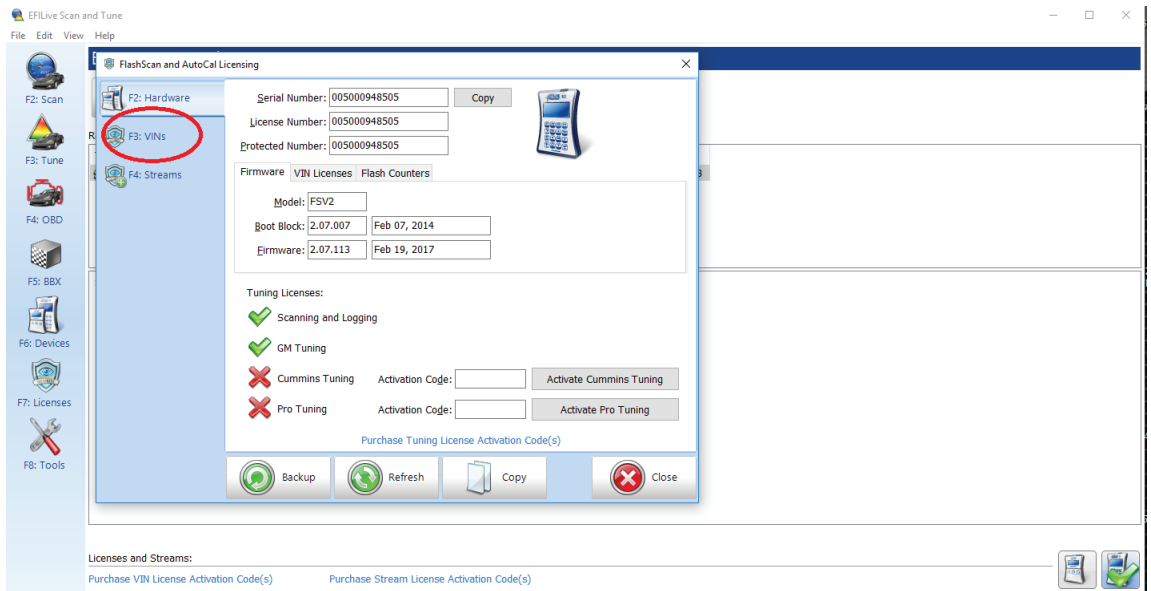 EFILive Scan and Tune
File Edit View Help
F2: Scan
F3: Tune
F4: OBD
F5: BBX
F6: Devices
F7: Licenses
F8: Tools
FlashScan and AutoCal Licensing
F2: Hardware
F3: VINs
F4: Streams
Serial Number: 005000948505 Copy
License Number: 005000948505
Protected Number: 005000948505
Firmware VIN Licenses Flash Counters
Model: FSV2
Boot Block: 2.07.007 Feb 07, 2014
Firmware: 2.07.113 Feb 19, 2017
Tuning Licenses:
Scanning and Logging
GM Tuning
Cummins Tuning Activation Code: Activate Cummins Tuning
Pro Tuning Activation Code: Activate Pro Tuning
Purchase Tuning License Activation Code(s)
Backup Refresh Copy Close
Licenses and Streams:
Purchase VIN License Activation Code(s) Purchase Stream License Activation Code(s)